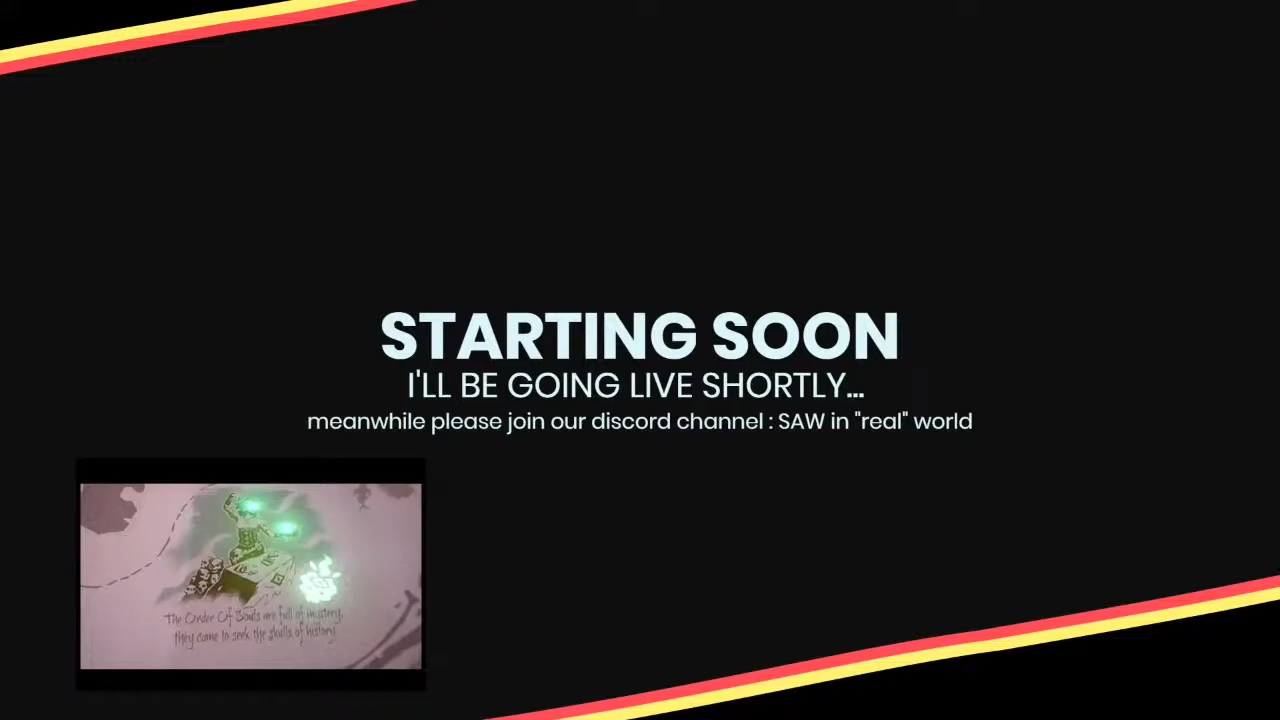 STARTING SOON
I'LL BE GOING LIVE SHORTLY...
meanwhile please join our discord channel : SAW in "real" world
The Order Of Souls are full of mystery,
they come to seek the skulls of history.